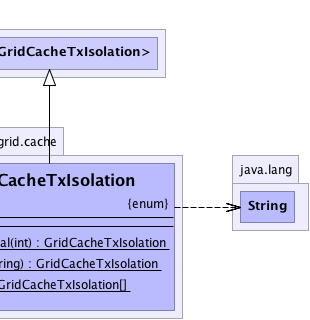 GridCacheTxIsolation>
grid.cache
CacheTxIsolation
{enum}
al(int) : GridCacheTxIsolation
ring) : GridCacheTxIsolation
GridCacheTxIsolation[]
java.lang
String